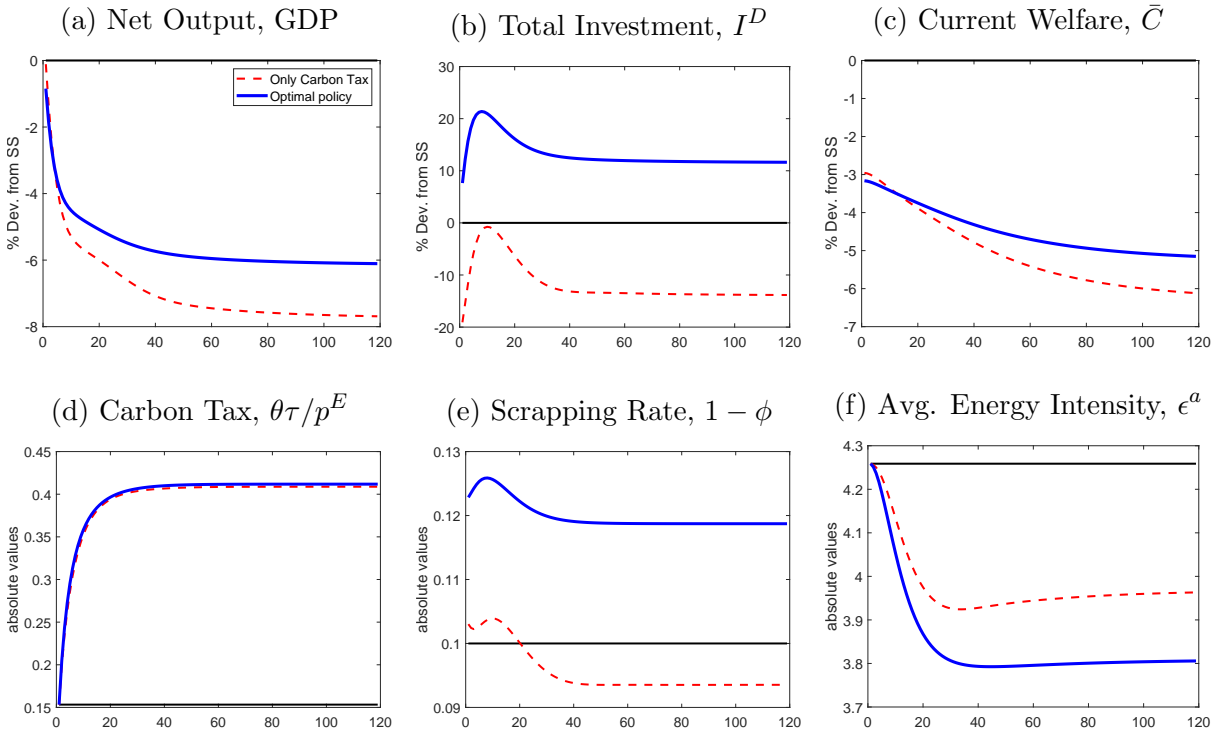 (a) Net Output, GDP
% Dev. from SS
0
-2
-4
-6
-8
0 20 40 60 80 100 120
Only Carbon Tax
Optimal policy
(b) Total Investment, I^D
% Dev. from SS
30
20
10
0
-10
-20
0 20 40 60 80 100 120
(c) Current Welfare, C̄
% Dev. from SS
0
-1
-2
-3
-4
-5
-6
-7
0 20 40 60 80 100 120
(d) Carbon Tax, θτ/p^E
absolute values
0.45
0.4
0.35
0.3
0.25
0.2
0.15
0 20 40 60 80 100 120
(e) Scrapping Rate, 1 − ϕ
absolute values
0.13
0.12
0.11
0.1
0.09
0 20 40 60 80 100 120
(f) Avg. Energy Intensity, ϵ^a
absolute values
4.3
4.2
4.1
4
3.9
3.8
3.7
0 20 40 60 80 100 120